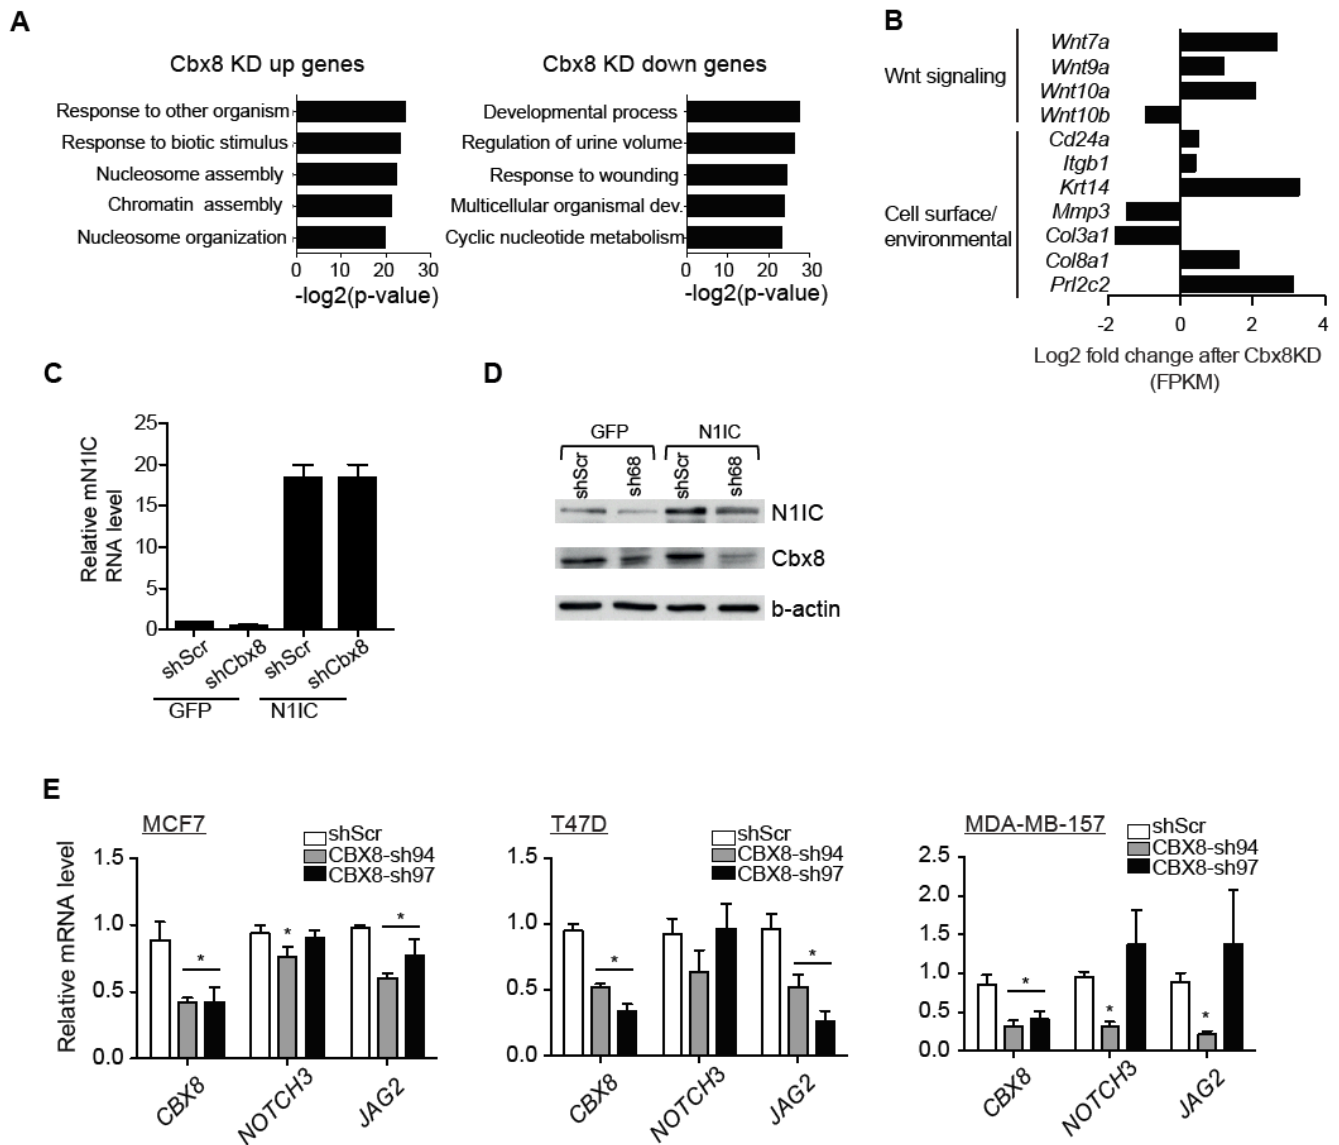 A
Cbx8 KD up genes
Response to other organism
Response to biotic stimulus
Nucleosome assembly
Chromatin assembly
Nucleosome organization
0 10 20 30
-log2(p-value)
Cbx8 KD down genes
Developmental process
Regulation of urine volume
Response to wounding
Multicellular organismal dev.
Cyclic nucleotide metabolism
0 10 20 30
-log2(p-value)
B
Wnt signaling
Wnt7a
Wnt9a
Wnt10a
Wnt10b
Cell surface/
environmental
Cd24a
Itgb1
Krt14
Mmp3
Col3a1
Col8a1
Prl2c2
-2 0 2 4
Log2 fold change after Cbx8KD
(FPKM)
C
Relative mN1IC
RNA level
25
20
15
10
5
0
shScr shCbx8 shScr shCbx8
GFP N1IC
D
GFP N1IC
shScr sh68 shScr sh68
N1IC
Cbx8
b-actin
E
Relative mRNA level
MCF7
shScr
CBX8-sh94
CBX8-sh97
1.5
1.0
0.5
0.0
* * *
CBX8 NOTCH3 JAG2
T47D
shScr
CBX8-sh94
CBX8-sh97
1.5
1.0
0.5
0.0
* *
CBX8 NOTCH3 JAG2
MDA-MB-157
shScr
CBX8-sh94
CBX8-sh97
2.5
2.0
1.5
1.0
0.5
0.0
* * *
CBX8 NOTCH3 JAG2